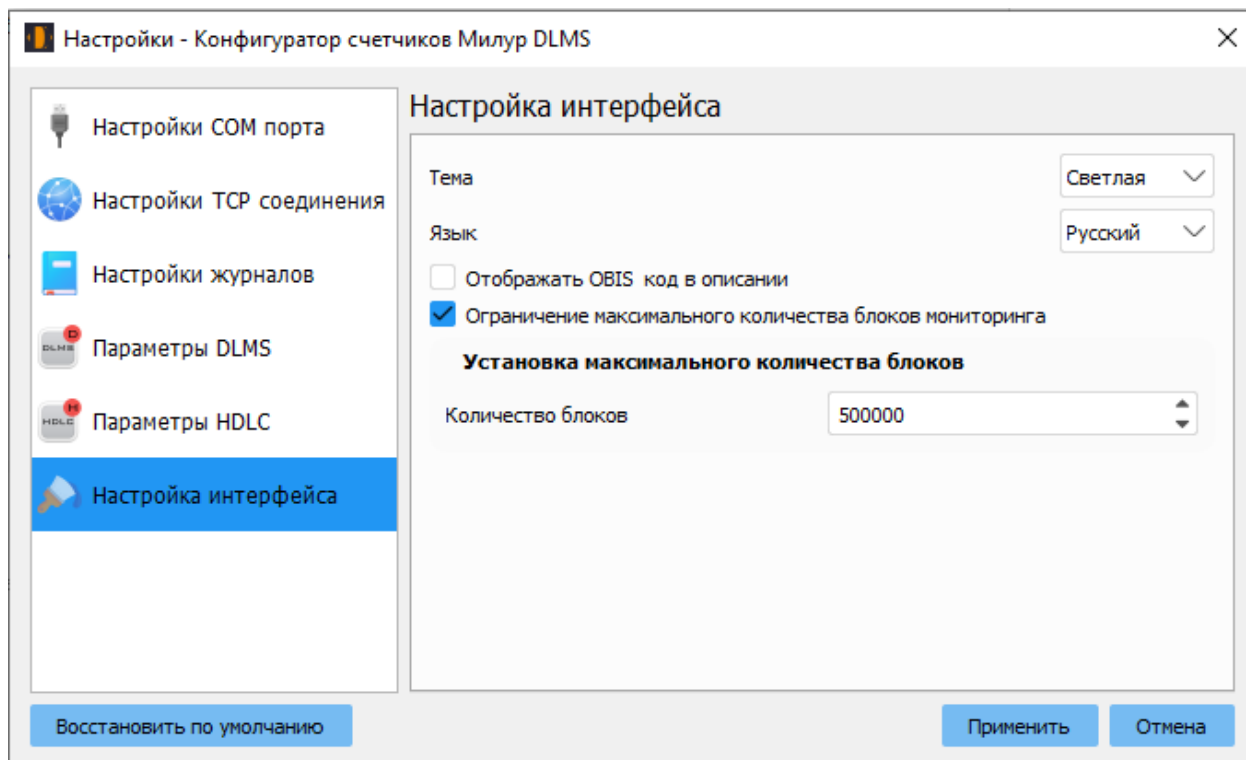 Настройки - Конфигуратор счетчиков Милур DLMS
Настройки COM порта
Настройки TCP соединения
Настройки журналов
DLMS
D
Параметры DLMS
HDLC
H
Параметры HDLC
Настройка интерфейса
Настройка интерфейса
Тема
Светлая
Язык
Русский
Отображать OBIS код в описании
Ограничение максимального количества блоков мониторинга
Установка максимального количества блоков
Количество блоков
500000
Восстановить по умолчанию
Применить
Отмена